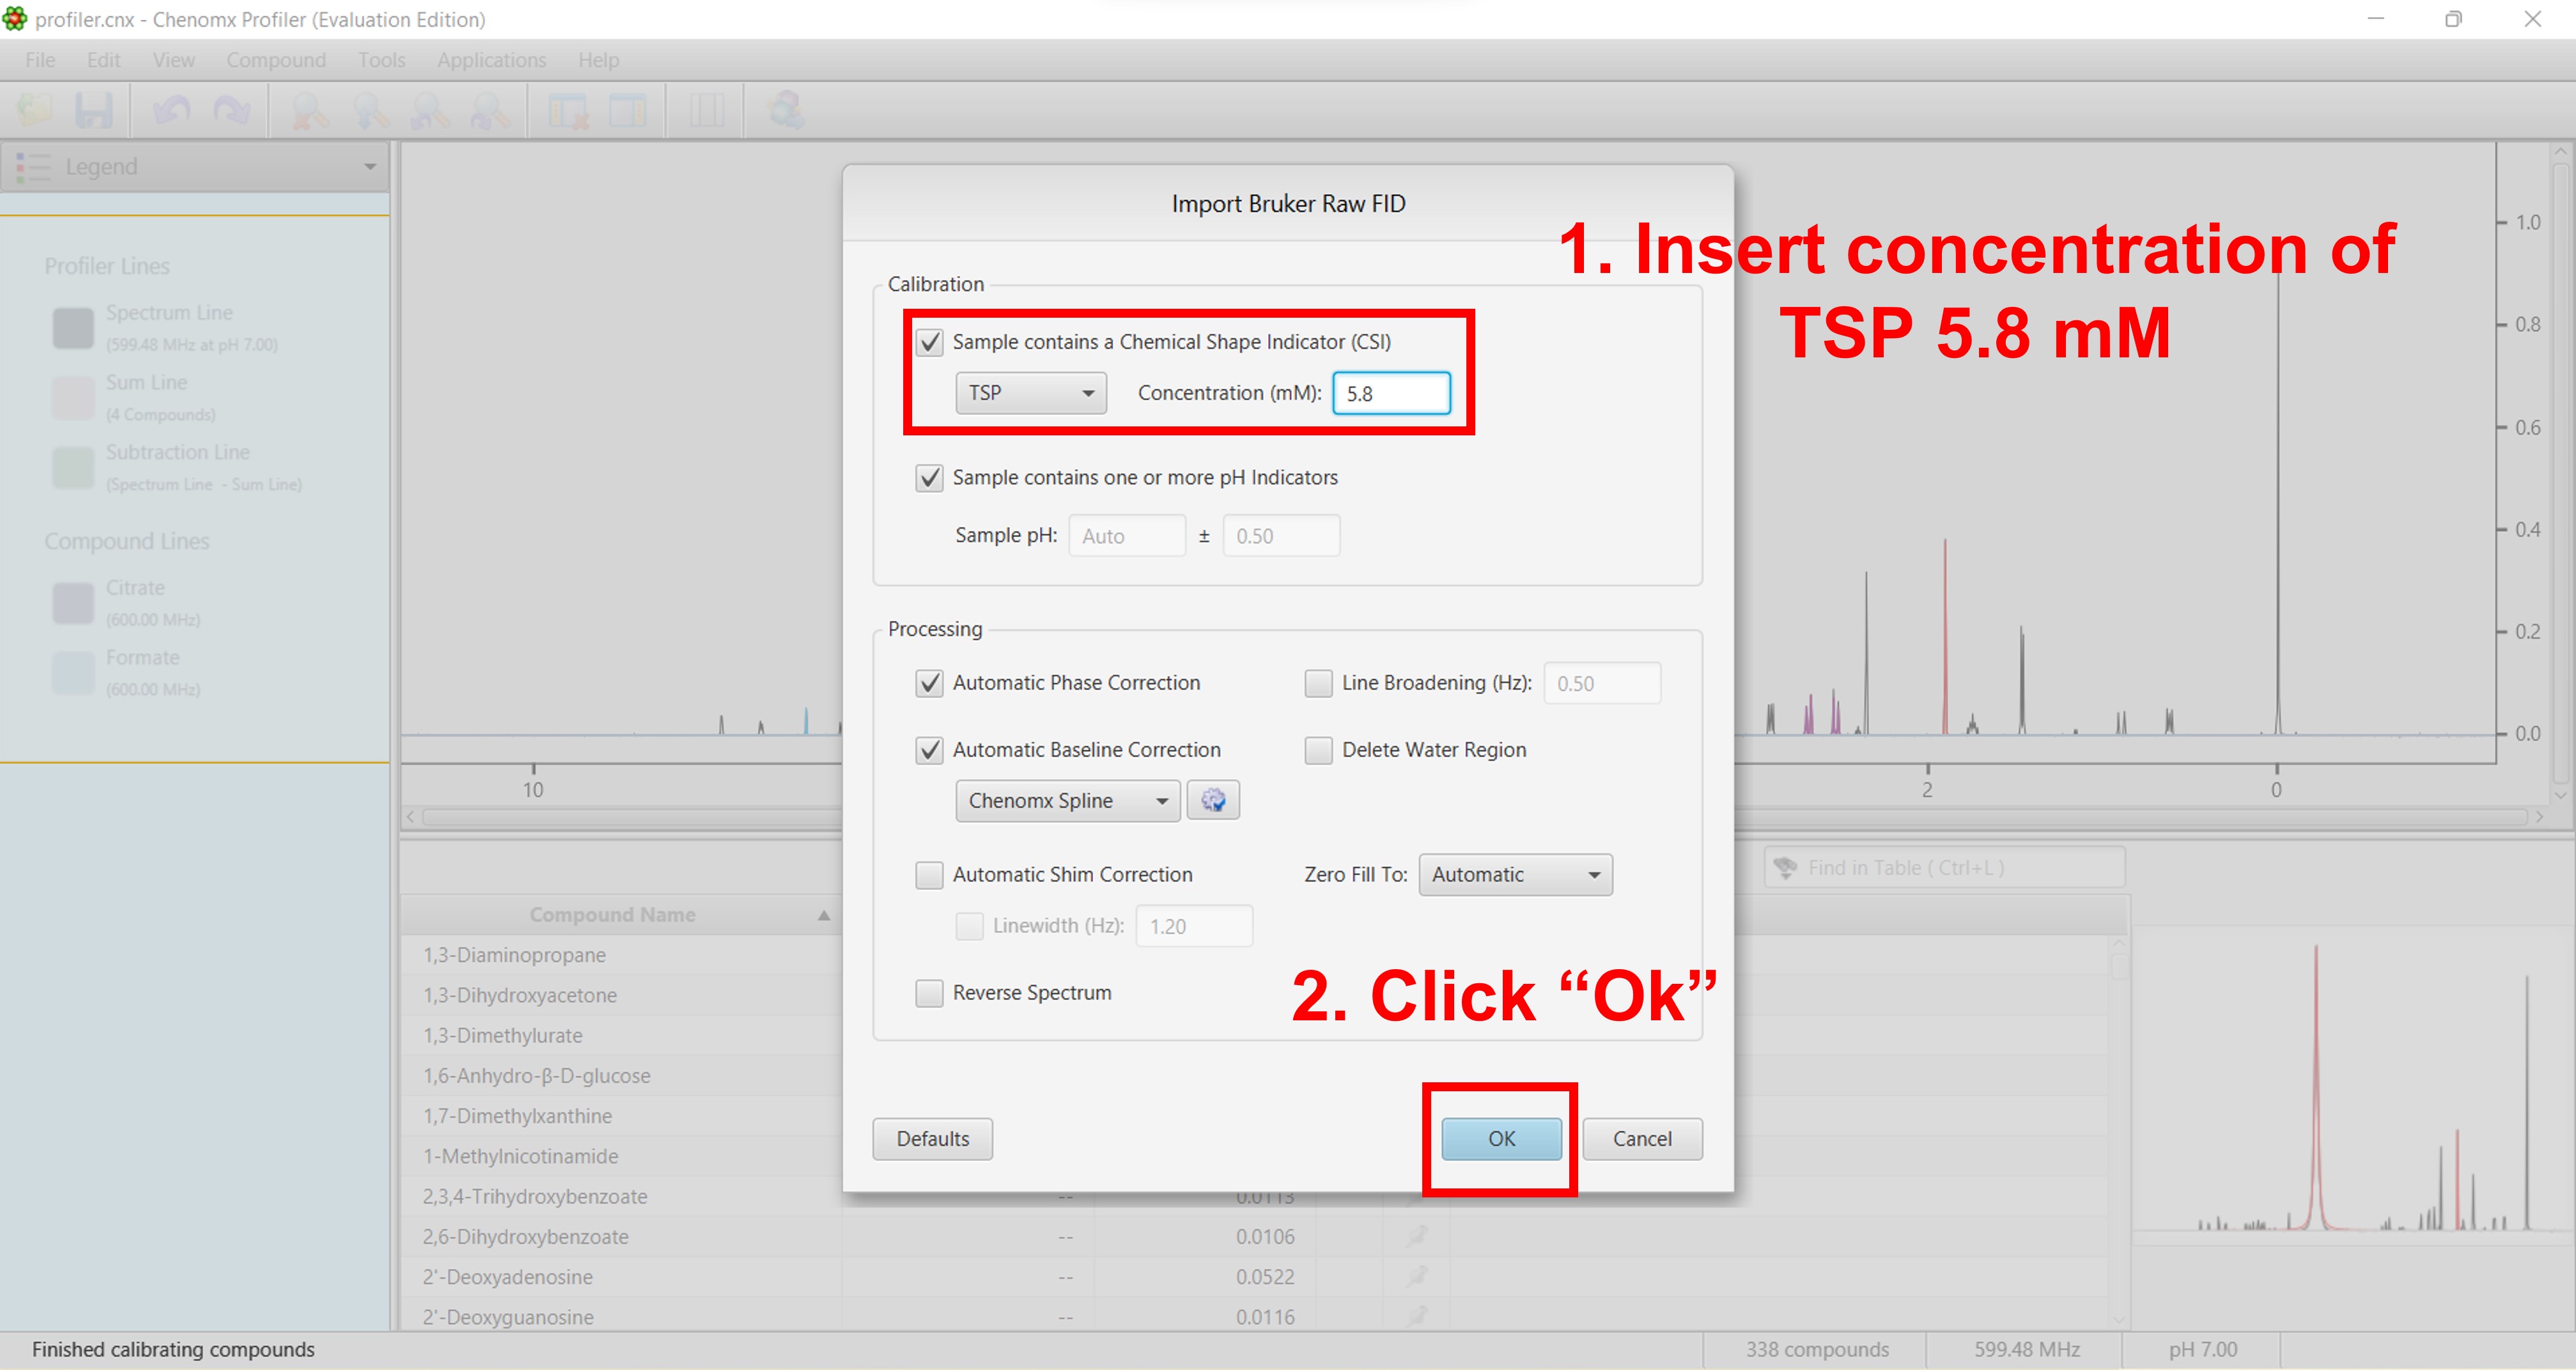 profiler.cnx - Chenomx Profiler (Evaluation Edition)
File Edit View Compound Tools Applications Help
Legend
Profiler Lines
Spectrum Line
(599.48 MHz at pH 7.00)
Sum Line
(4 Compounds)
Subtraction Line
(Spectrum Line - Sum Line)
Compound Lines
Citrate
(600.00 MHz)
Formate
(600.00 MHz)
Import Bruker Raw FID
Calibration
Sample contains a Chemical Shape Indicator (CSI)
TSP Concentration (mM): 5.8
Sample contains one or more pH Indicators
Sample pH: Auto ± 0.50
Processing
Automatic Phase Correction Line Broadening (Hz): 0.50
Automatic Baseline Correction Delete Water Region
Chenomx Spline
Automatic Shim Correction Zero Fill To: Automatic
Linewidth (Hz): 1.20
Reverse Spectrum
Defaults OK Cancel
1. Insert concentration of
TSP 5.8 mM
2. Click “Ok”
1.0
0.8
0.6
0.4
0.2
0.0
10 2 0
Find in Table ( Ctrl+L )
Compound Name
1,3-Diaminopropane
1,3-Dihydroxyacetone
1,3-Dimethylurate
1,6-Anhydro-β-D-glucose
1,7-Dimethylxanthine
1-Methylnicotinamide
2,3,4-Trihydroxybenzoate -- 0.0113
2,6-Dihydroxybenzoate -- 0.0106
2'-Deoxyadenosine -- 0.0522
2'-Deoxyguanosine -- 0.0116
Finished calibrating compounds 338 compounds 599.48 MHz pH 7.00